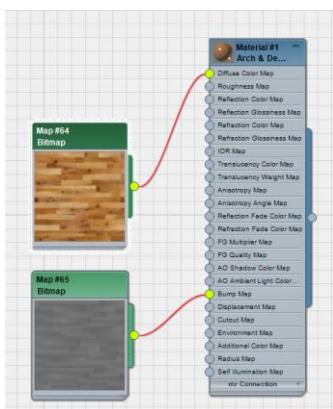 Material #1
Arch & De...
Diffuse Color Map
Roughness Map
Reflection Color Map
Reflection Glossiness Map
Refraction Color Map
Refraction Glossiness Map
IOR Map
Translucency Color Map
Translucency Weight Map
Anisotropy Map
Anisotropy Angle Map
Reflection Fade Color Map
Refraction Fade Color Map
FG Multiplier Map
FG Quality Map
AO Shadow Color Map
AO Ambient Light Color...
Bump Map
Displacement Map
Cutout Map
Environment Map
Additional Color Map
Radius Map
Self Illumination Map
mr Connection
Map #64
Bitmap
Map #65
Bitmap